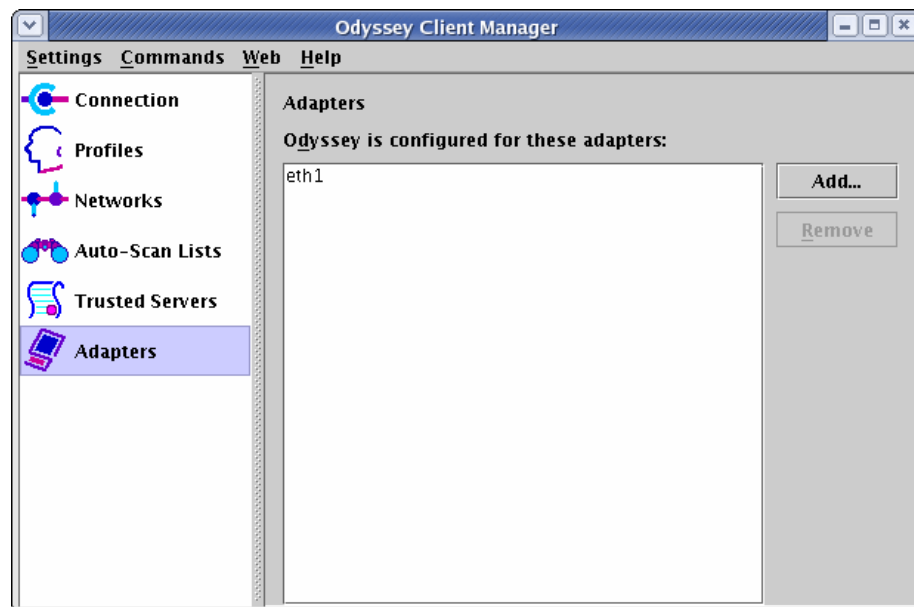 Odyssey Client Manager
Settings Commands Web Help
Connection
Profiles
Networks
Auto-Scan Lists
Trusted Servers
Adapters
Adapters
Odyssey is configured for these adapters:
eth1
Add...
Remove